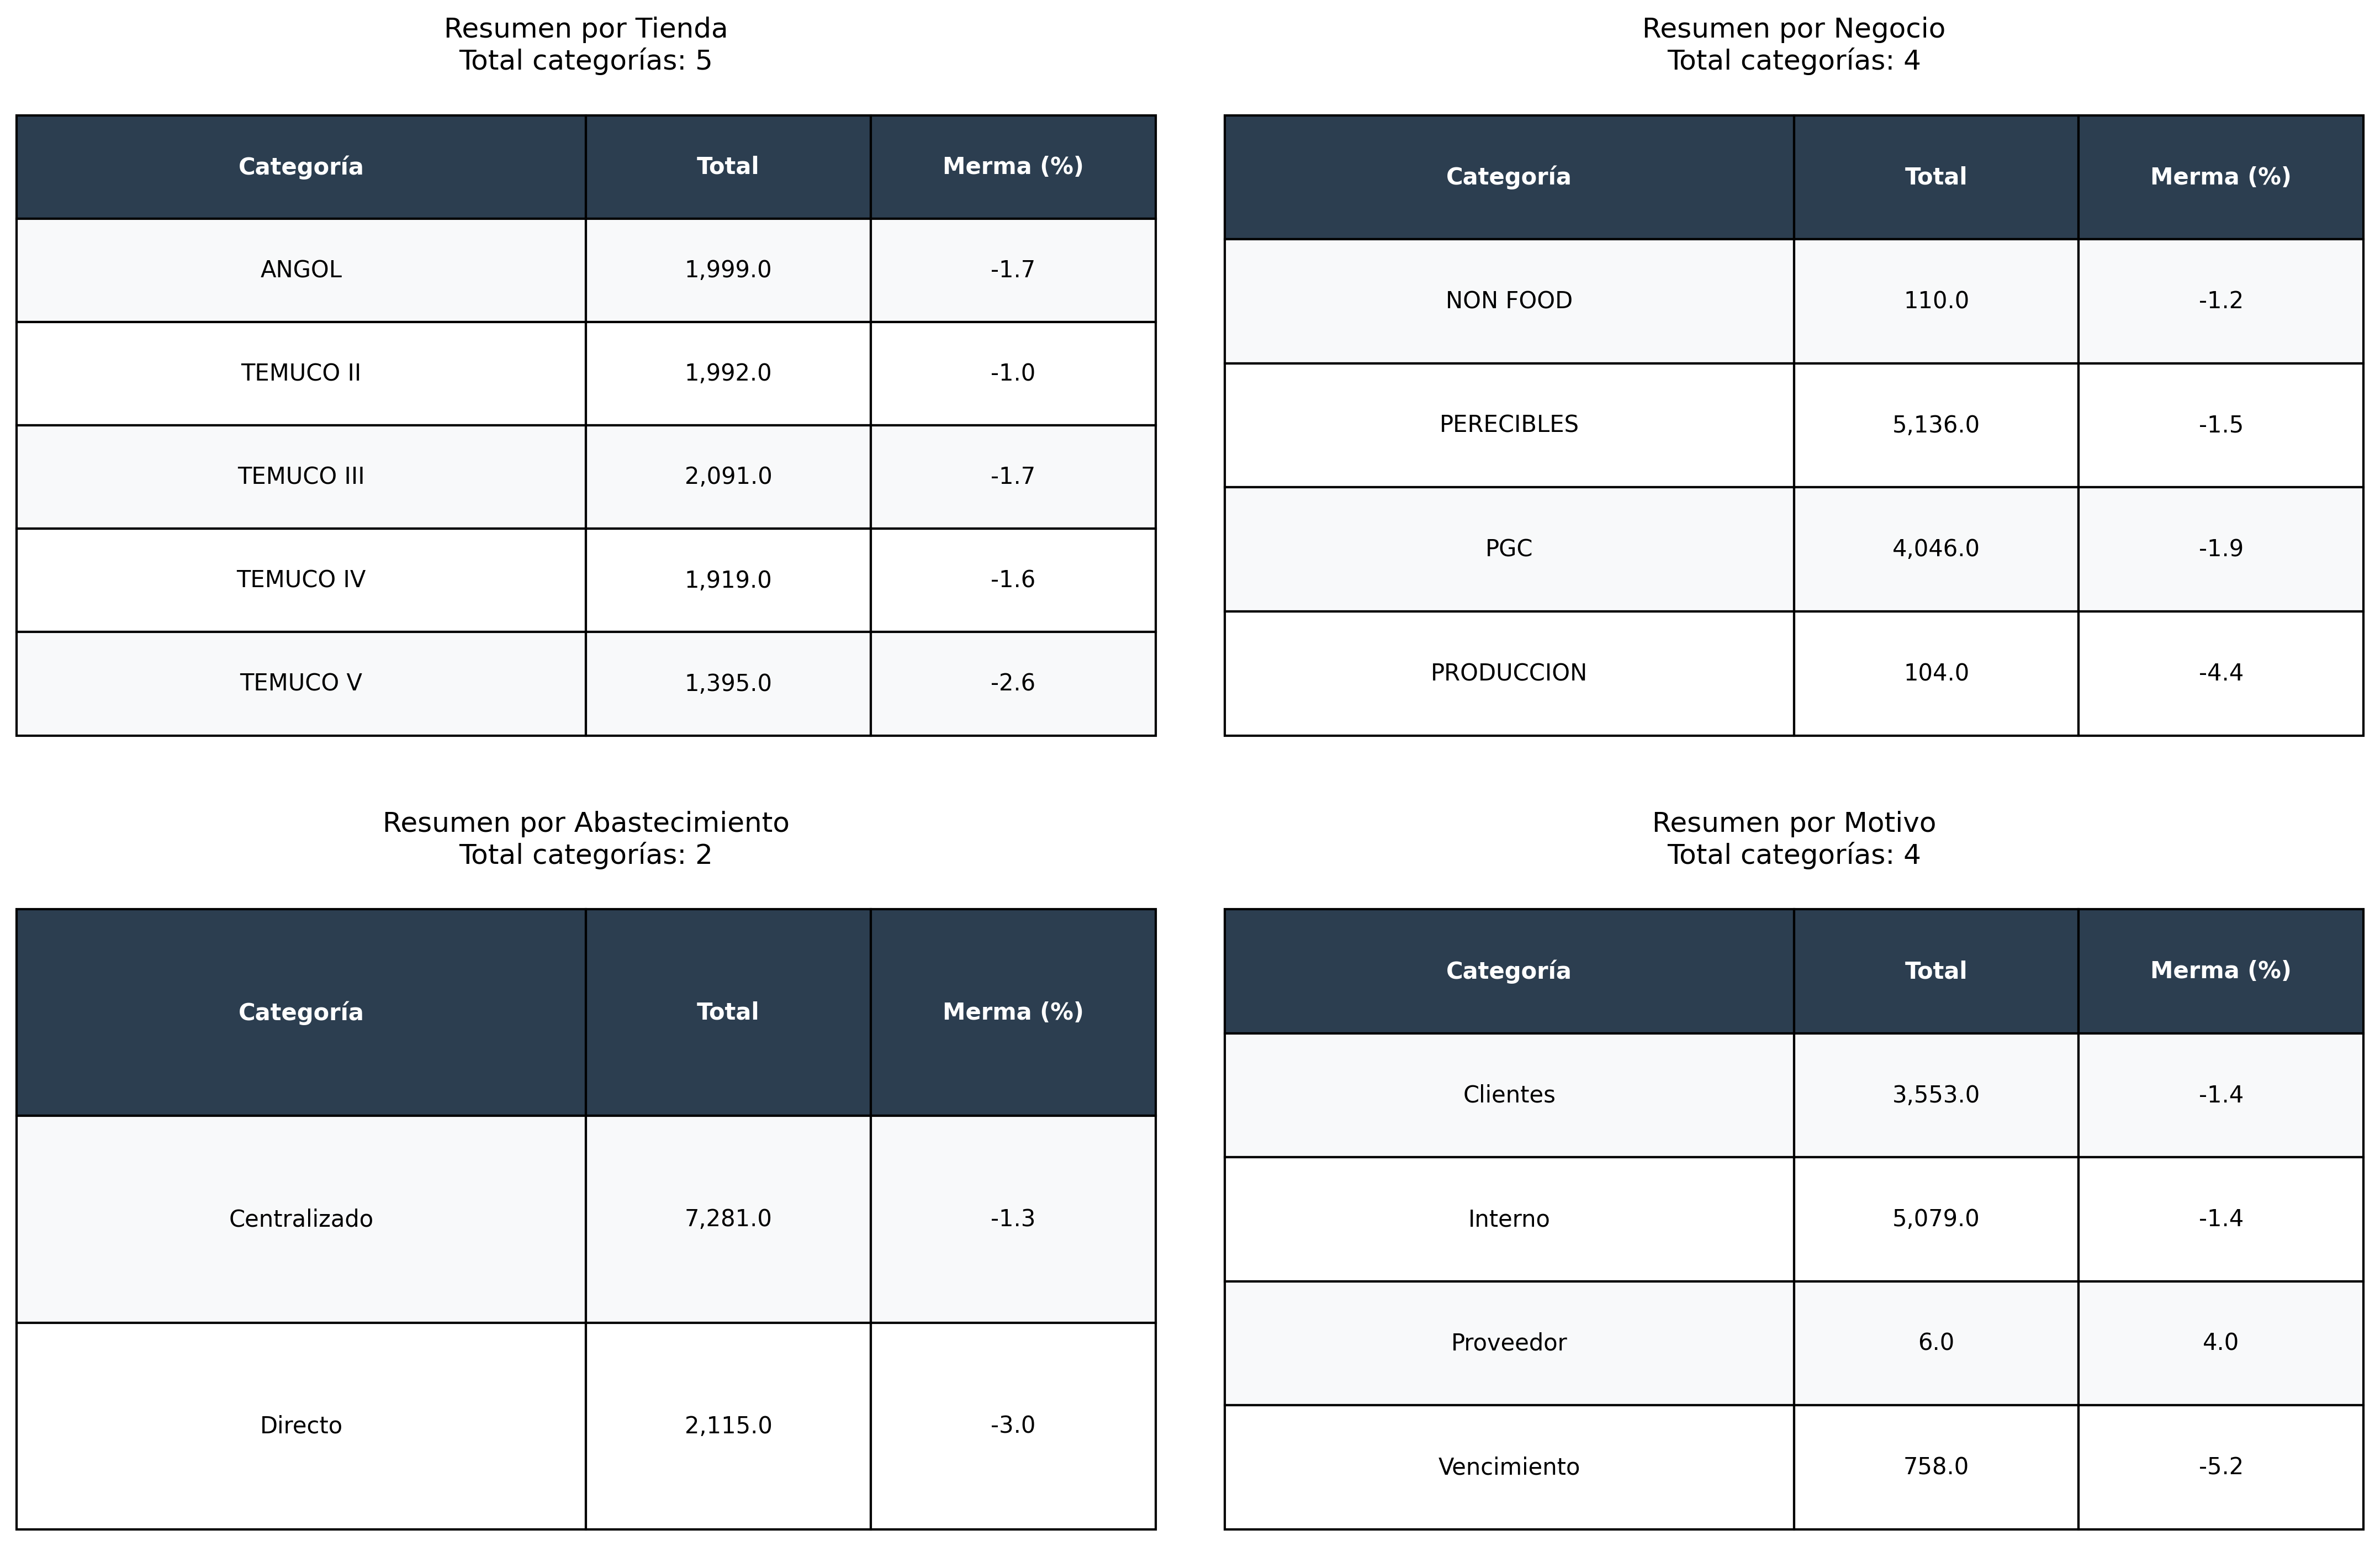 Resumen por Tienda
Total categorías: 5
Categoría Total Merma (%)
ANGOL 1,999.0 -1.7
TEMUCO II 1,992.0 -1.0
TEMUCO III 2,091.0 -1.7
TEMUCO IV 1,919.0 -1.6
TEMUCO V 1,395.0 -2.6
Resumen por Negocio
Total categorías: 4
Categoría Total Merma (%)
NON FOOD 110.0 -1.2
PERECIBLES 5,136.0 -1.5
PGC 4,046.0 -1.9
PRODUCCION 104.0 -4.4
Resumen por Abastecimiento
Total categorías: 2
Categoría Total Merma (%)
Centralizado 7,281.0 -1.3
Directo 2,115.0 -3.0
Resumen por Motivo
Total categorías: 4
Categoría Total Merma (%)
Clientes 3,553.0 -1.4
Interno 5,079.0 -1.4
Proveedor 6.0 4.0
Vencimiento 758.0 -5.2